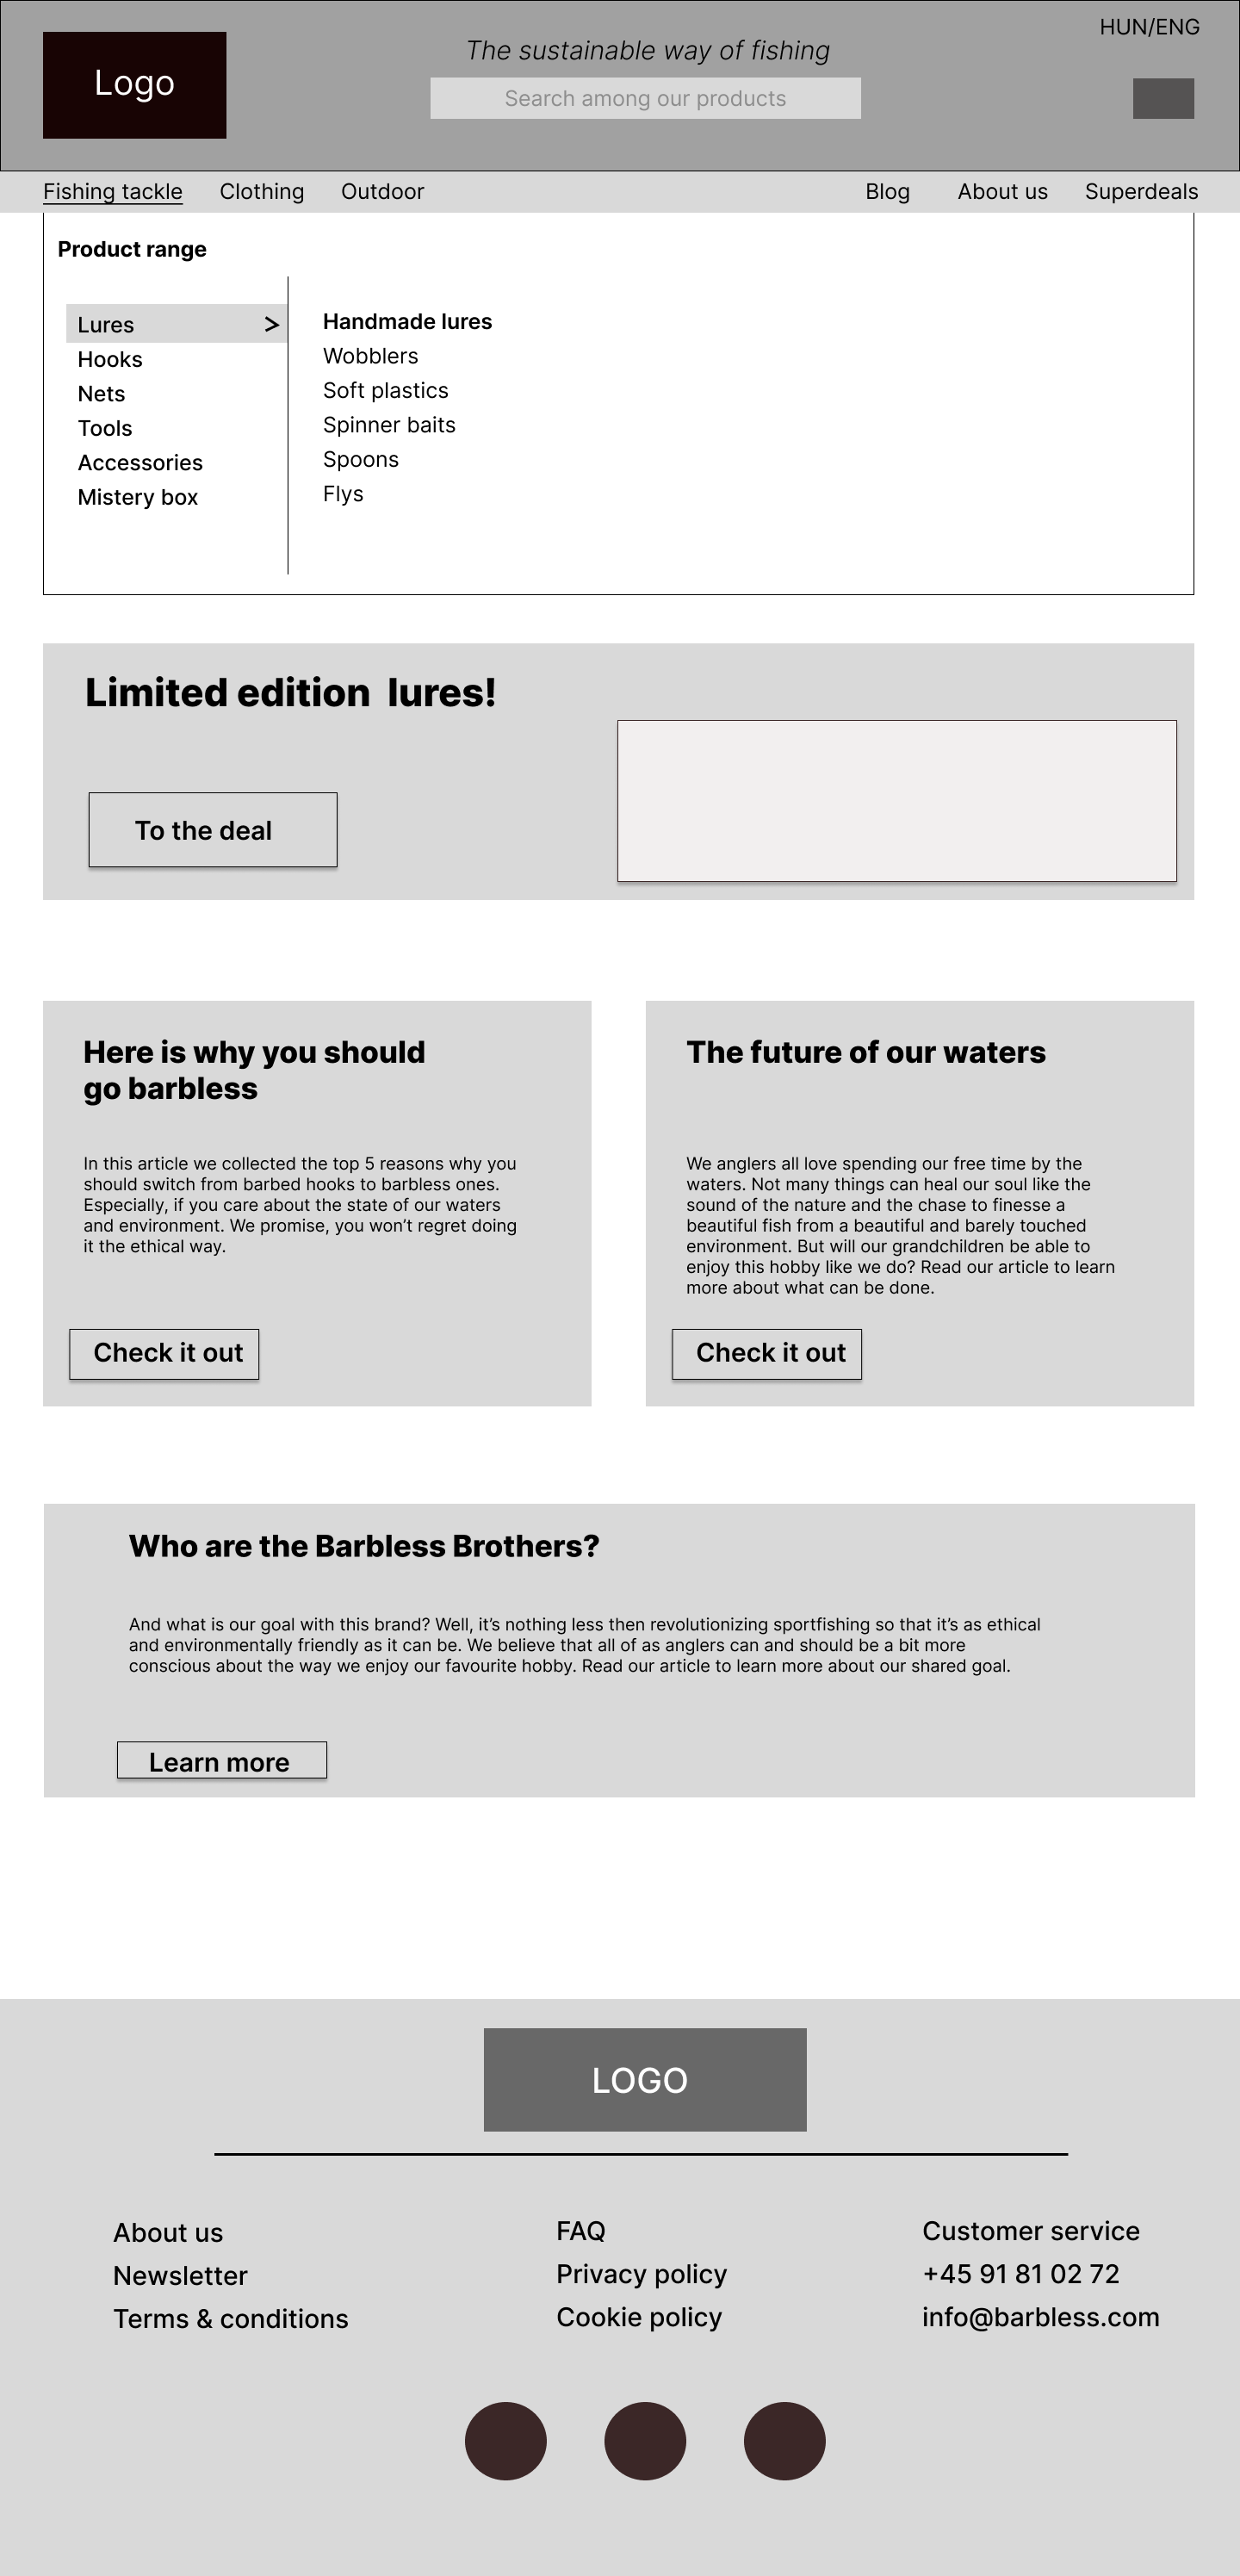 HUN/ENG
Logo
The sustainable way of fishing
Search among our products
Fishing tackle
Clothing
Outdoor
Blog
About us
Superdeals
Product range
Lures >
Hooks
Nets
Tools
Accessories
Mistery box
Handmade lures
Wobblers
Soft plastics
Spinner baits
Spoons
Flys
Limited edition  lures!
To the deal
Here is why you should
go barbless
In this article we collected the top 5 reasons why you
should switch from barbed hooks to barbless ones.
Especially, if you care about the state of our waters
and environment. We promise, you won’t regret doing
it the ethical way.
Check it out
The future of our waters
We anglers all love spending our free time by the
waters. Not many things can heal our soul like the
sound of the nature and the chase to finesse a
beautiful fish from a beautiful and barely touched
environment. But will our grandchildren be able to
enjoy this hobby like we do? Read our article to learn
more about what can be done.
Check it out
Who are the Barbless Brothers?
And what is our goal with this brand? Well, it’s nothing less then revolutionizing sportfishing so that it’s as ethical
and environmentally friendly as it can be. We believe that all of as anglers can and should be a bit more
conscious about the way we enjoy our favourite hobby. Read our article to learn more about our shared goal.
Learn more
LOGO
About us
Newsletter
Terms & conditions
FAQ
Privacy policy
Cookie policy
Customer service
+45 91 81 02 72
info@barbless.com